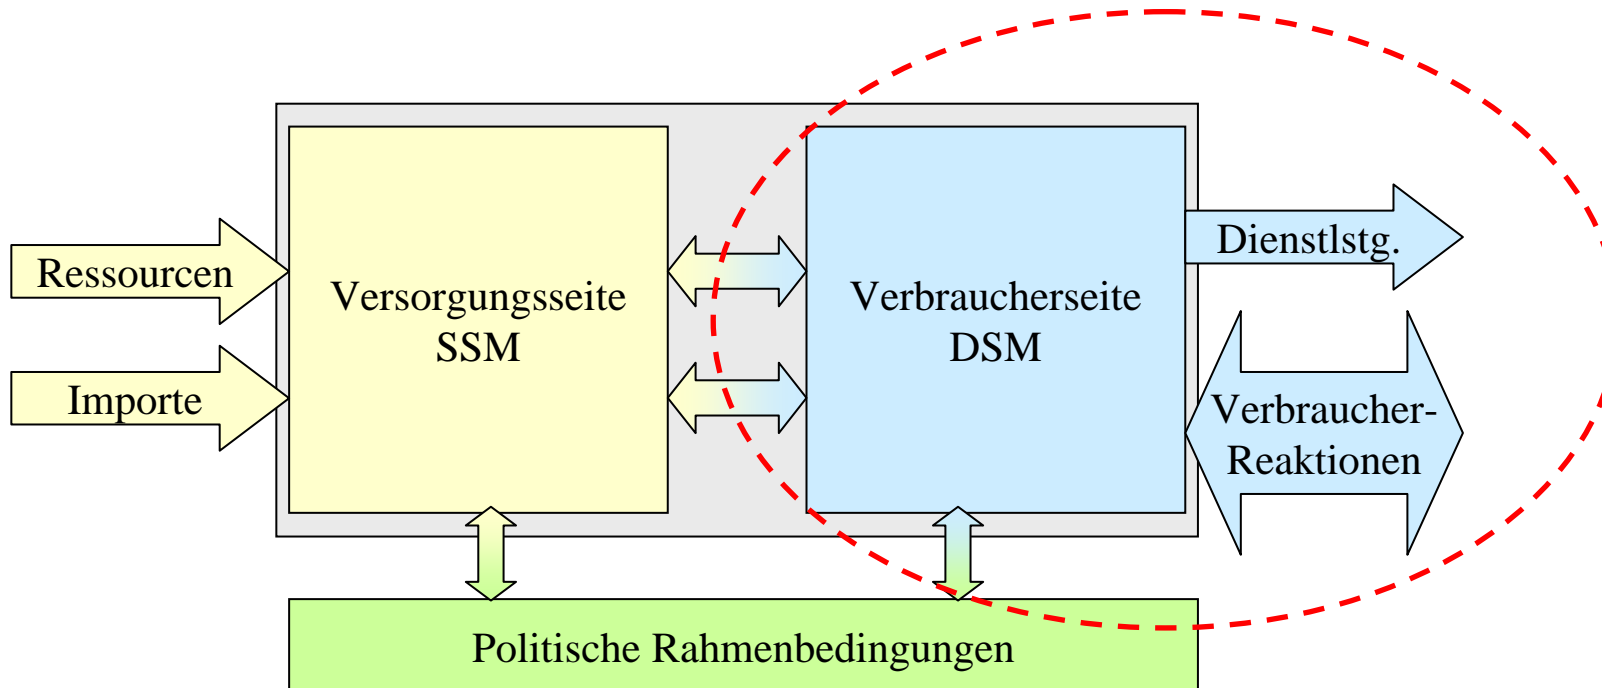 Ressourcen
Importe
Versorgungsseite
SSM
Verbraucherseite
DSM
Dienstlstg.
Verbraucher-
Reaktionen
Politische Rahmenbedingungen